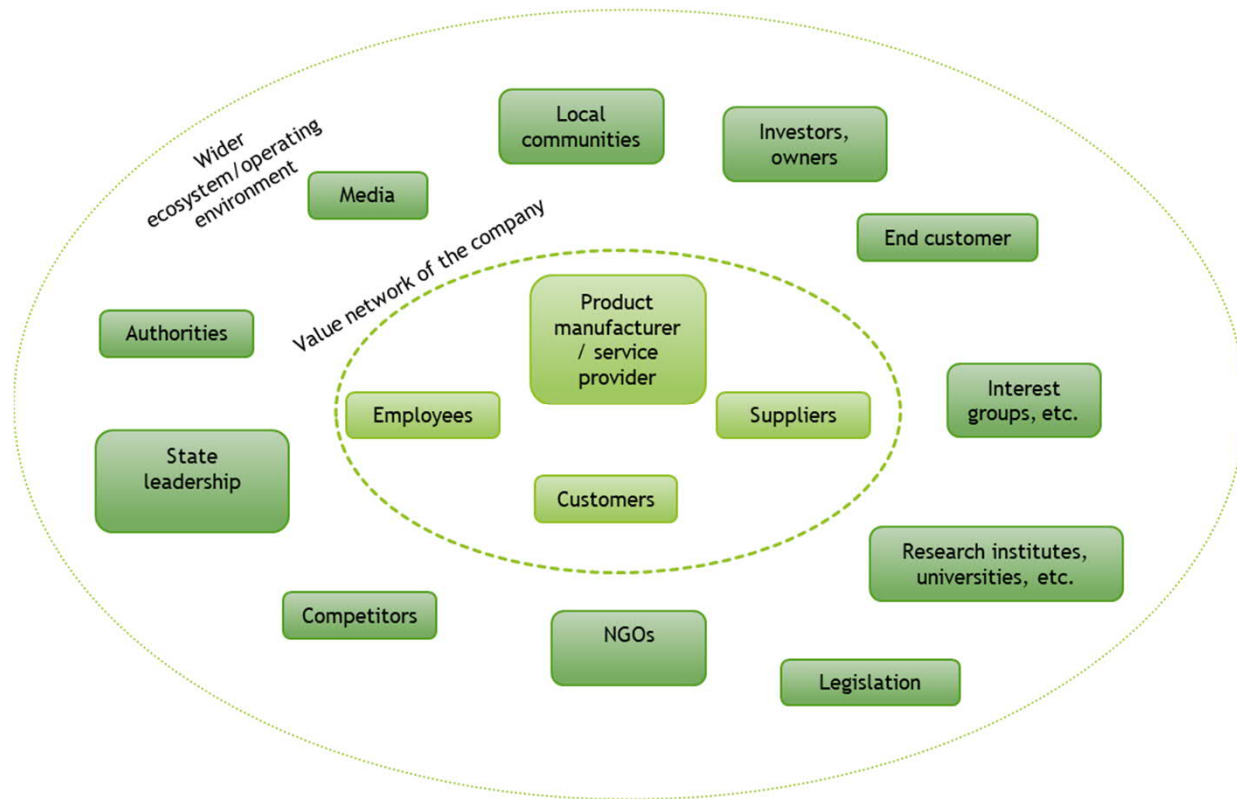 Local
communities
Investors,
owners
Wider
ecosystem/operating
environment
Media
Value network of the company
End customer
Product
manufacturer
/ service
provider
Authorities
Employees
Suppliers
Interest
groups, etc.
State
leadership
Customers
Research institutes,
universities, etc.
Competitors
NGOs
Legislation